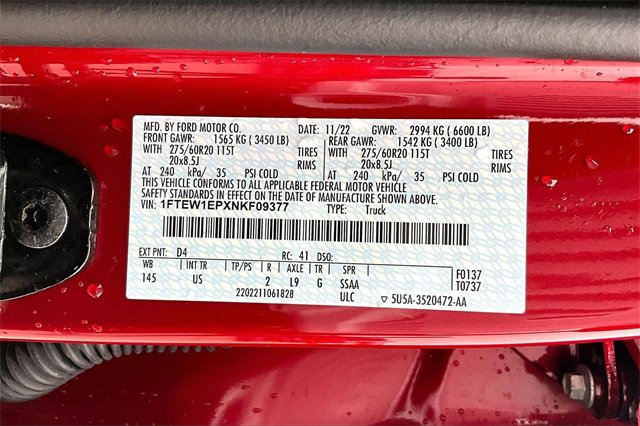 MFD. BY FORD MOTOR CO. 11/22 GVWR: 2994 KG ( 6600 LB)
FRONT GAWR: 1565 KG ( 3450 LB) REAR GAWR: 1542 KG ( 3400 LB)
WITH 275/60R20 115T TIRES WITH 275/60R20 115T TIRES
20x8.5J RIMS 20x8.5J RIMS
AT 240 kPa/ 35 PSI COLD AT 240 kPa/ 35 PSI COLD
THIS VEHICLE CONFORMS TO ALL APPLICABLE FEDERAL MOTOR VEHICLE
SAFETY STANDARDS IN EFFECT ON THE DATE OF MANUFACTURE SHOWN ABOVE.
VIN: 1FTEW1EPXNKF09377 TYPE: Truck
EXT PNT: D4 RC: 41 DSO:
WB INT TR TP/PS R AXLE TR SPR F0137
145 US 2 L9 G SSAA T0737
2202211061828 ULC ▽ 5U5A-3520472-AA